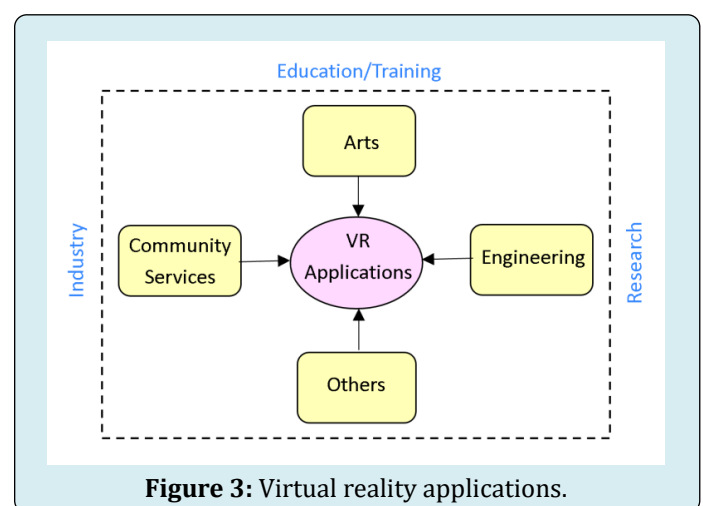 Education/Training
Arts
Industry
Community
Services
VR
Applications
Engineering
Research
Others
Figure 3: Virtual reality applications.